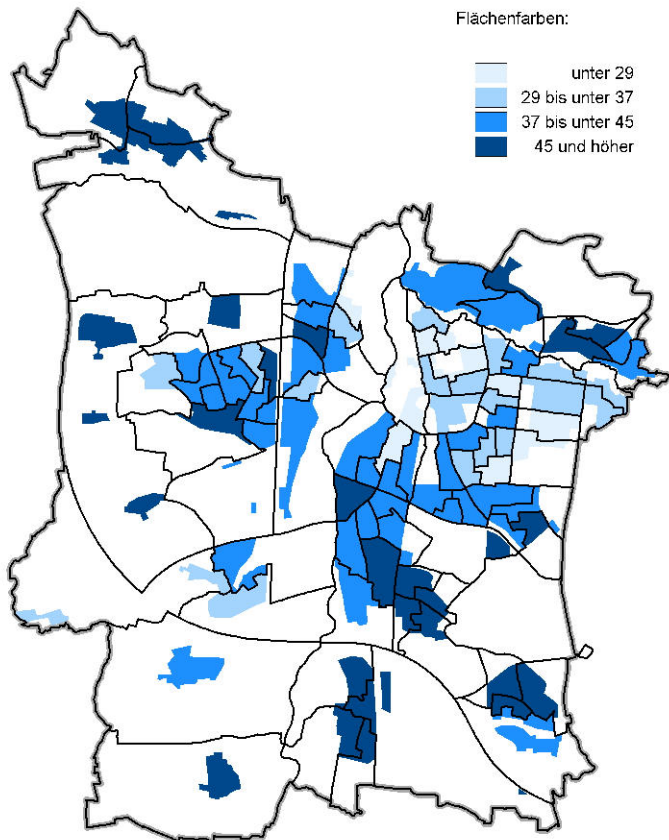 Flächenfarben:
unter 29
29 bis unter 37
37 bis unter 45
45 und höher